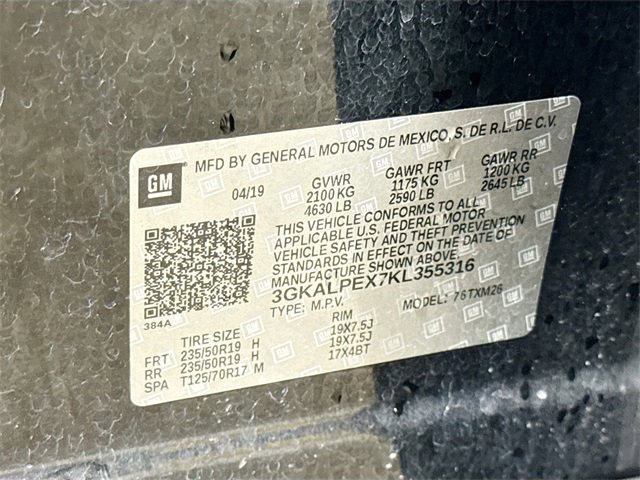 GM
MFD BY GENERAL MOTORS DE MEXICO, S. DE R.L. DE C.V.
04/19 GVWR GAWR FRT GAWR RR
2100 KG 1175 KG 1200 KG
4630 LB 2590 LB 2645 LB
THIS VEHICLE CONFORMS TO ALL
APPLICABLE U.S. FEDERAL MOTOR
VEHICLE SAFETY AND THEFT PREVENTION
STANDARDS IN EFFECT ON THE DATE OF
MANUFACTURE SHOWN ABOVE
3GKALPEX7KL355316
TYPE: M.P.V. MODEL: 76TXM26
384A
TIRE SIZE RIM
FRT 235/50R19 H 19X7.5J
RR 235/50R19 H 19X7.5J
SPA T125/70R17 M 17X4BT